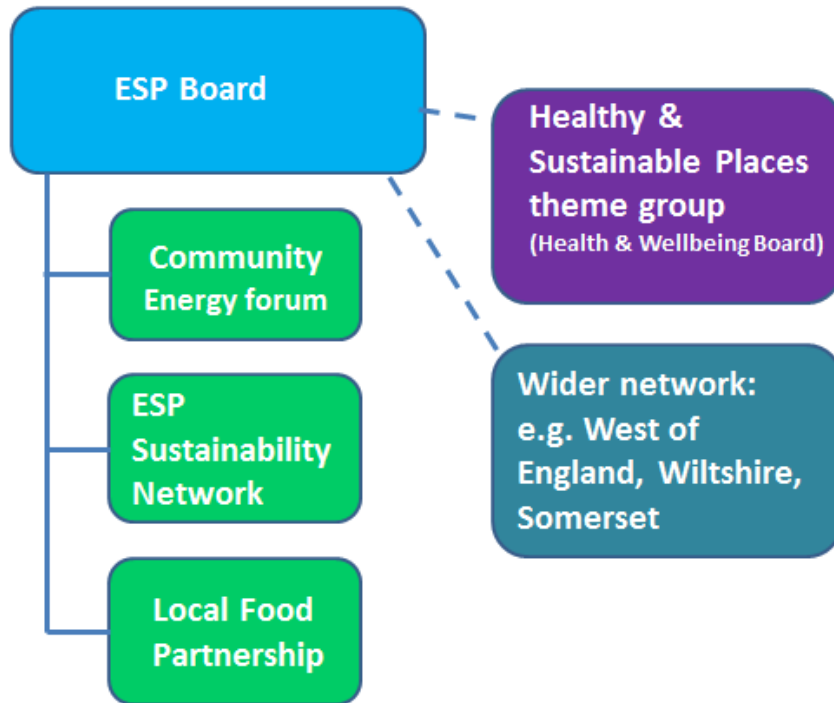 ESP Board
Healthy &
Sustainable Places
theme group
(Health & Wellbeing Board)
Community
Energy forum
ESP
Sustainability
Network
Wider network:
e.g. West of
England, Wiltshire,
Somerset
Local Food
Partnership